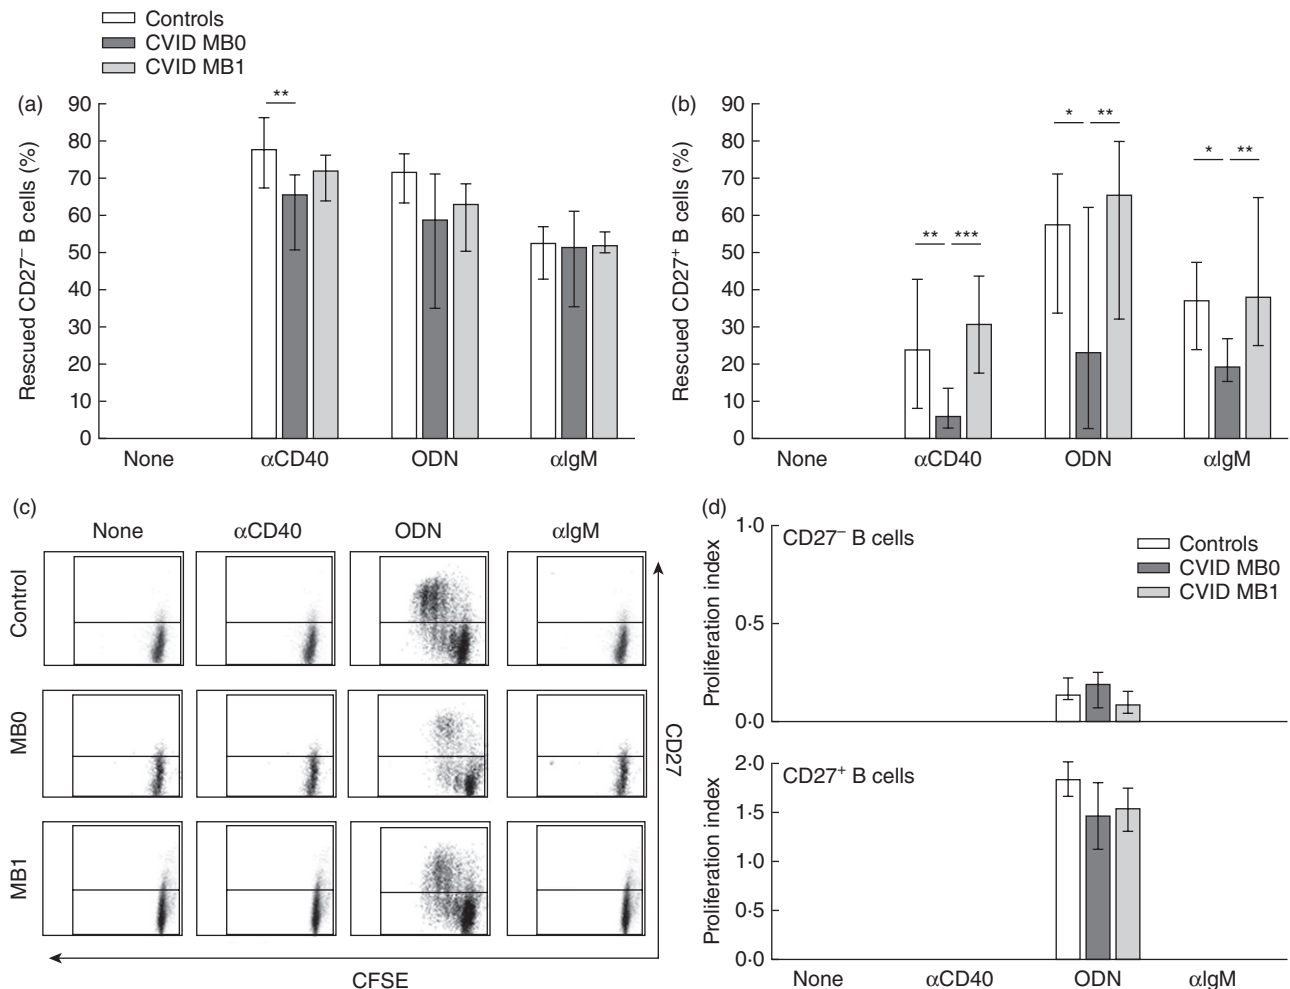 Controls
CVID MB0
CVID MB1
(a)
90
80
70
60
50
40
30
20
10
0
Rescued CD27⁻ B cells (%)
**
None αCD40 ODN αIgM
(b)
90
80
70
60
50
40
30
20
10
0
Rescued CD27⁺ B cells (%)
** ***
* **
* **
None αCD40 ODN αIgM
(c)
None αCD40 ODN αIgM
Control
MB0
MB1
CD27
CFSE
(d)
1·0
0·5
0·0
Proliferation index
CD27⁻ B cells
Controls
CVID MB0
CVID MB1
2·0
1·5
1·0
0·5
0·0
Proliferation index
CD27⁺ B cells
None αCD40 ODN αIgM